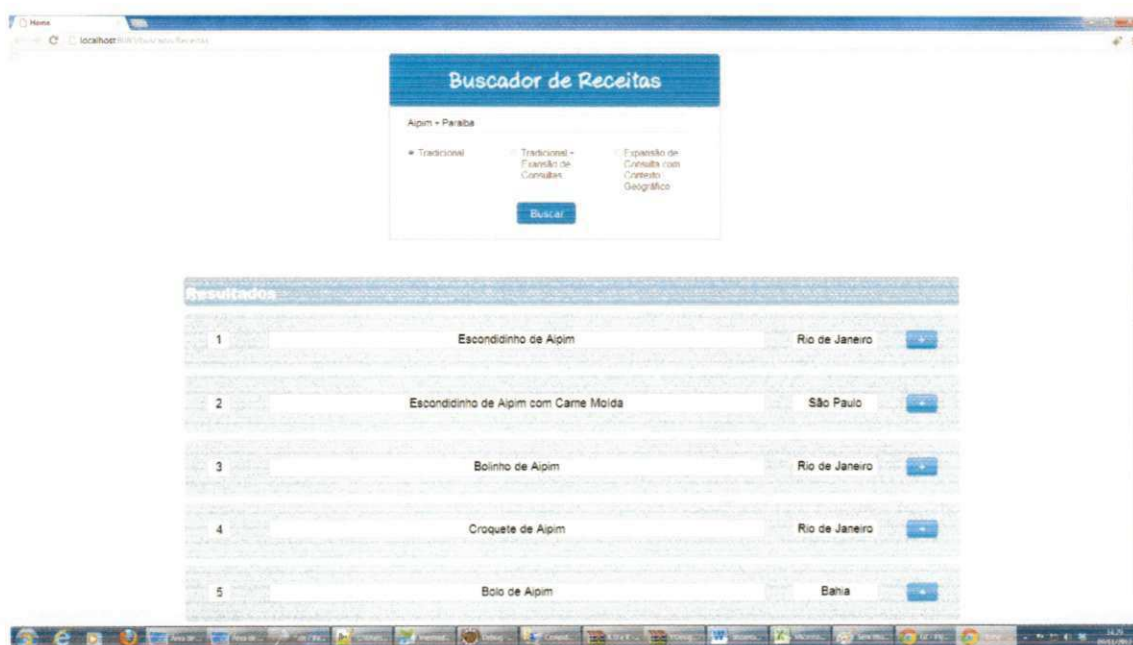 Home
localhost
Buscador de Receitas
Aipim + Paraíba
Tradicional
Tradicional +
Exansão de
Consultas
Expansão de
Consulta com
Contexto
Geográfico
Buscar
Resultados
1 Escondidinho de Aipim Rio de Janeiro +
2 Escondidinho de Aipim com Carne Moída São Paulo +
3 Bolinho de Aipim Rio de Janeiro +
4 Croquete de Aipim Rio de Janeiro +
5 Bolo de Aipim Bahia +